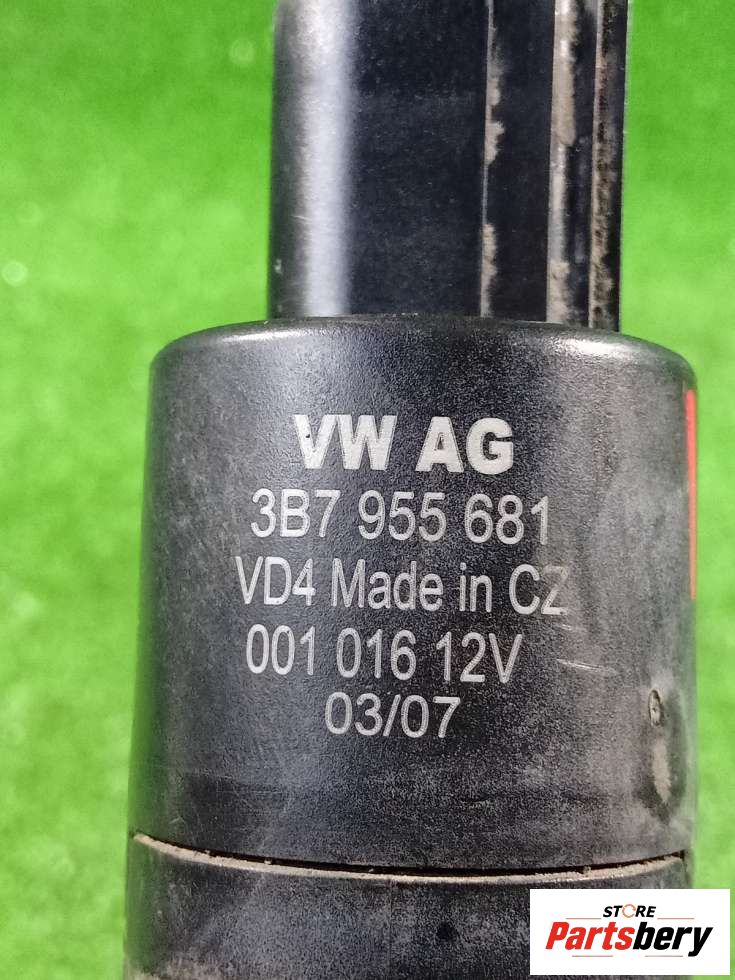 VW AG
3B7 955 681
VD4 Made in CZ
001 016 12V
03/07
STORE
Partsbery